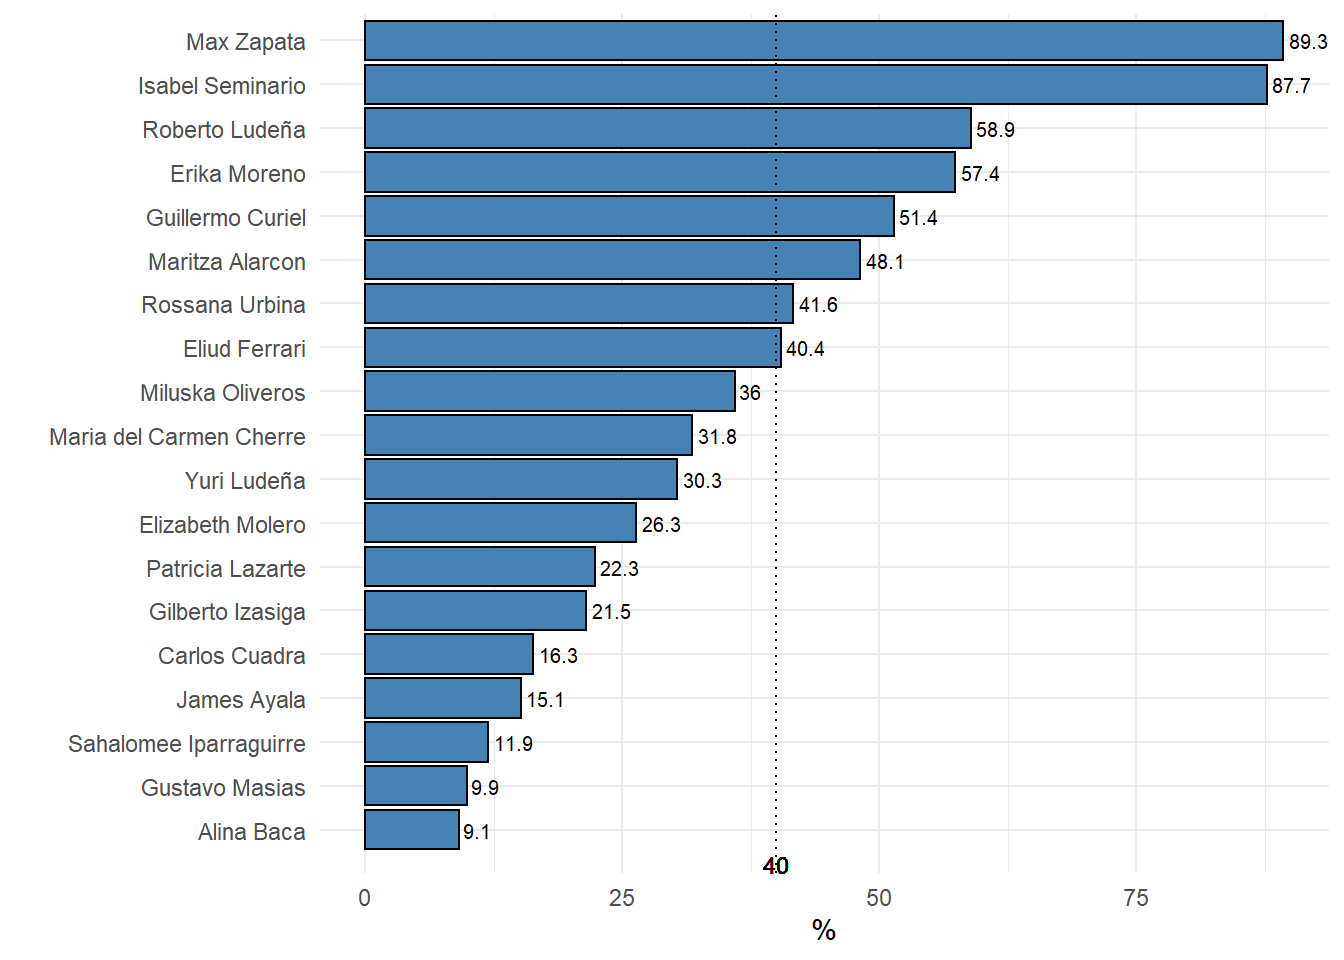 Max Zapata 89.3
Isabel Seminario 87.7
Roberto Ludeña 58.9
Erika Moreno 57.4
Guillermo Curiel 51.4
Maritza Alarcon 48.1
Rossana Urbina 41.6
Eliud Ferrari 40.4
Miluska Oliveros 36
Maria del Carmen Cherre 31.8
Yuri Ludeña 30.3
Elizabeth Molero 26.3
Patricia Lazarte 22.3
Gilberto Izasiga 21.5
Carlos Cuadra 16.3
James Ayala 15.1
Sahalomee Iparraguirre 11.9
Gustavo Masias 9.9
Alina Baca 9.1
40
0 25 50 75
%